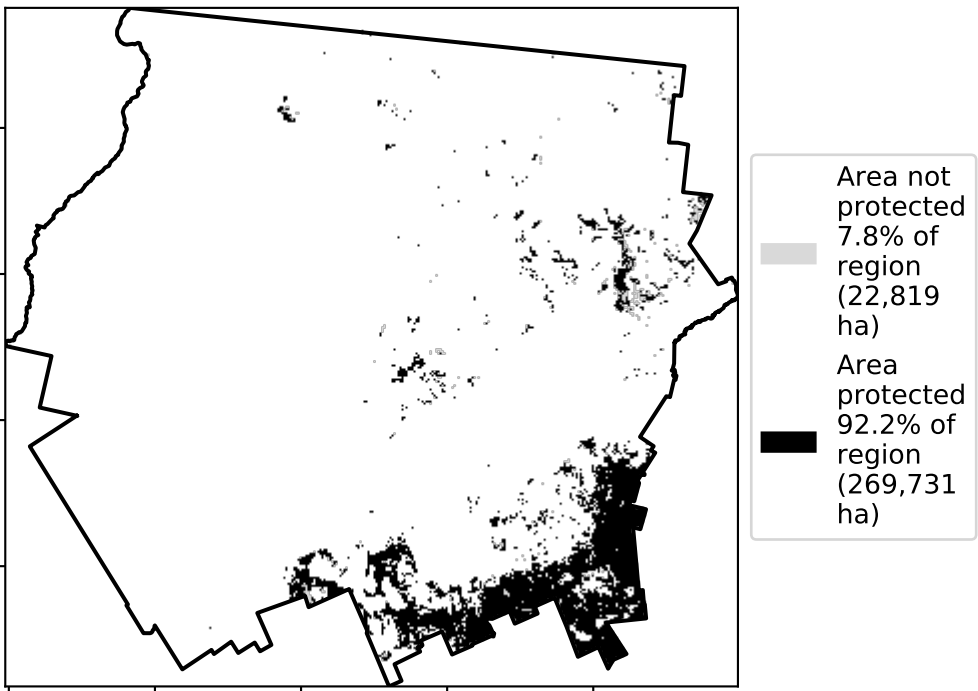 Area not
protected
7.8% of
region
(22,819
ha)
Area
protected
92.2% of
region
(269,731
ha)